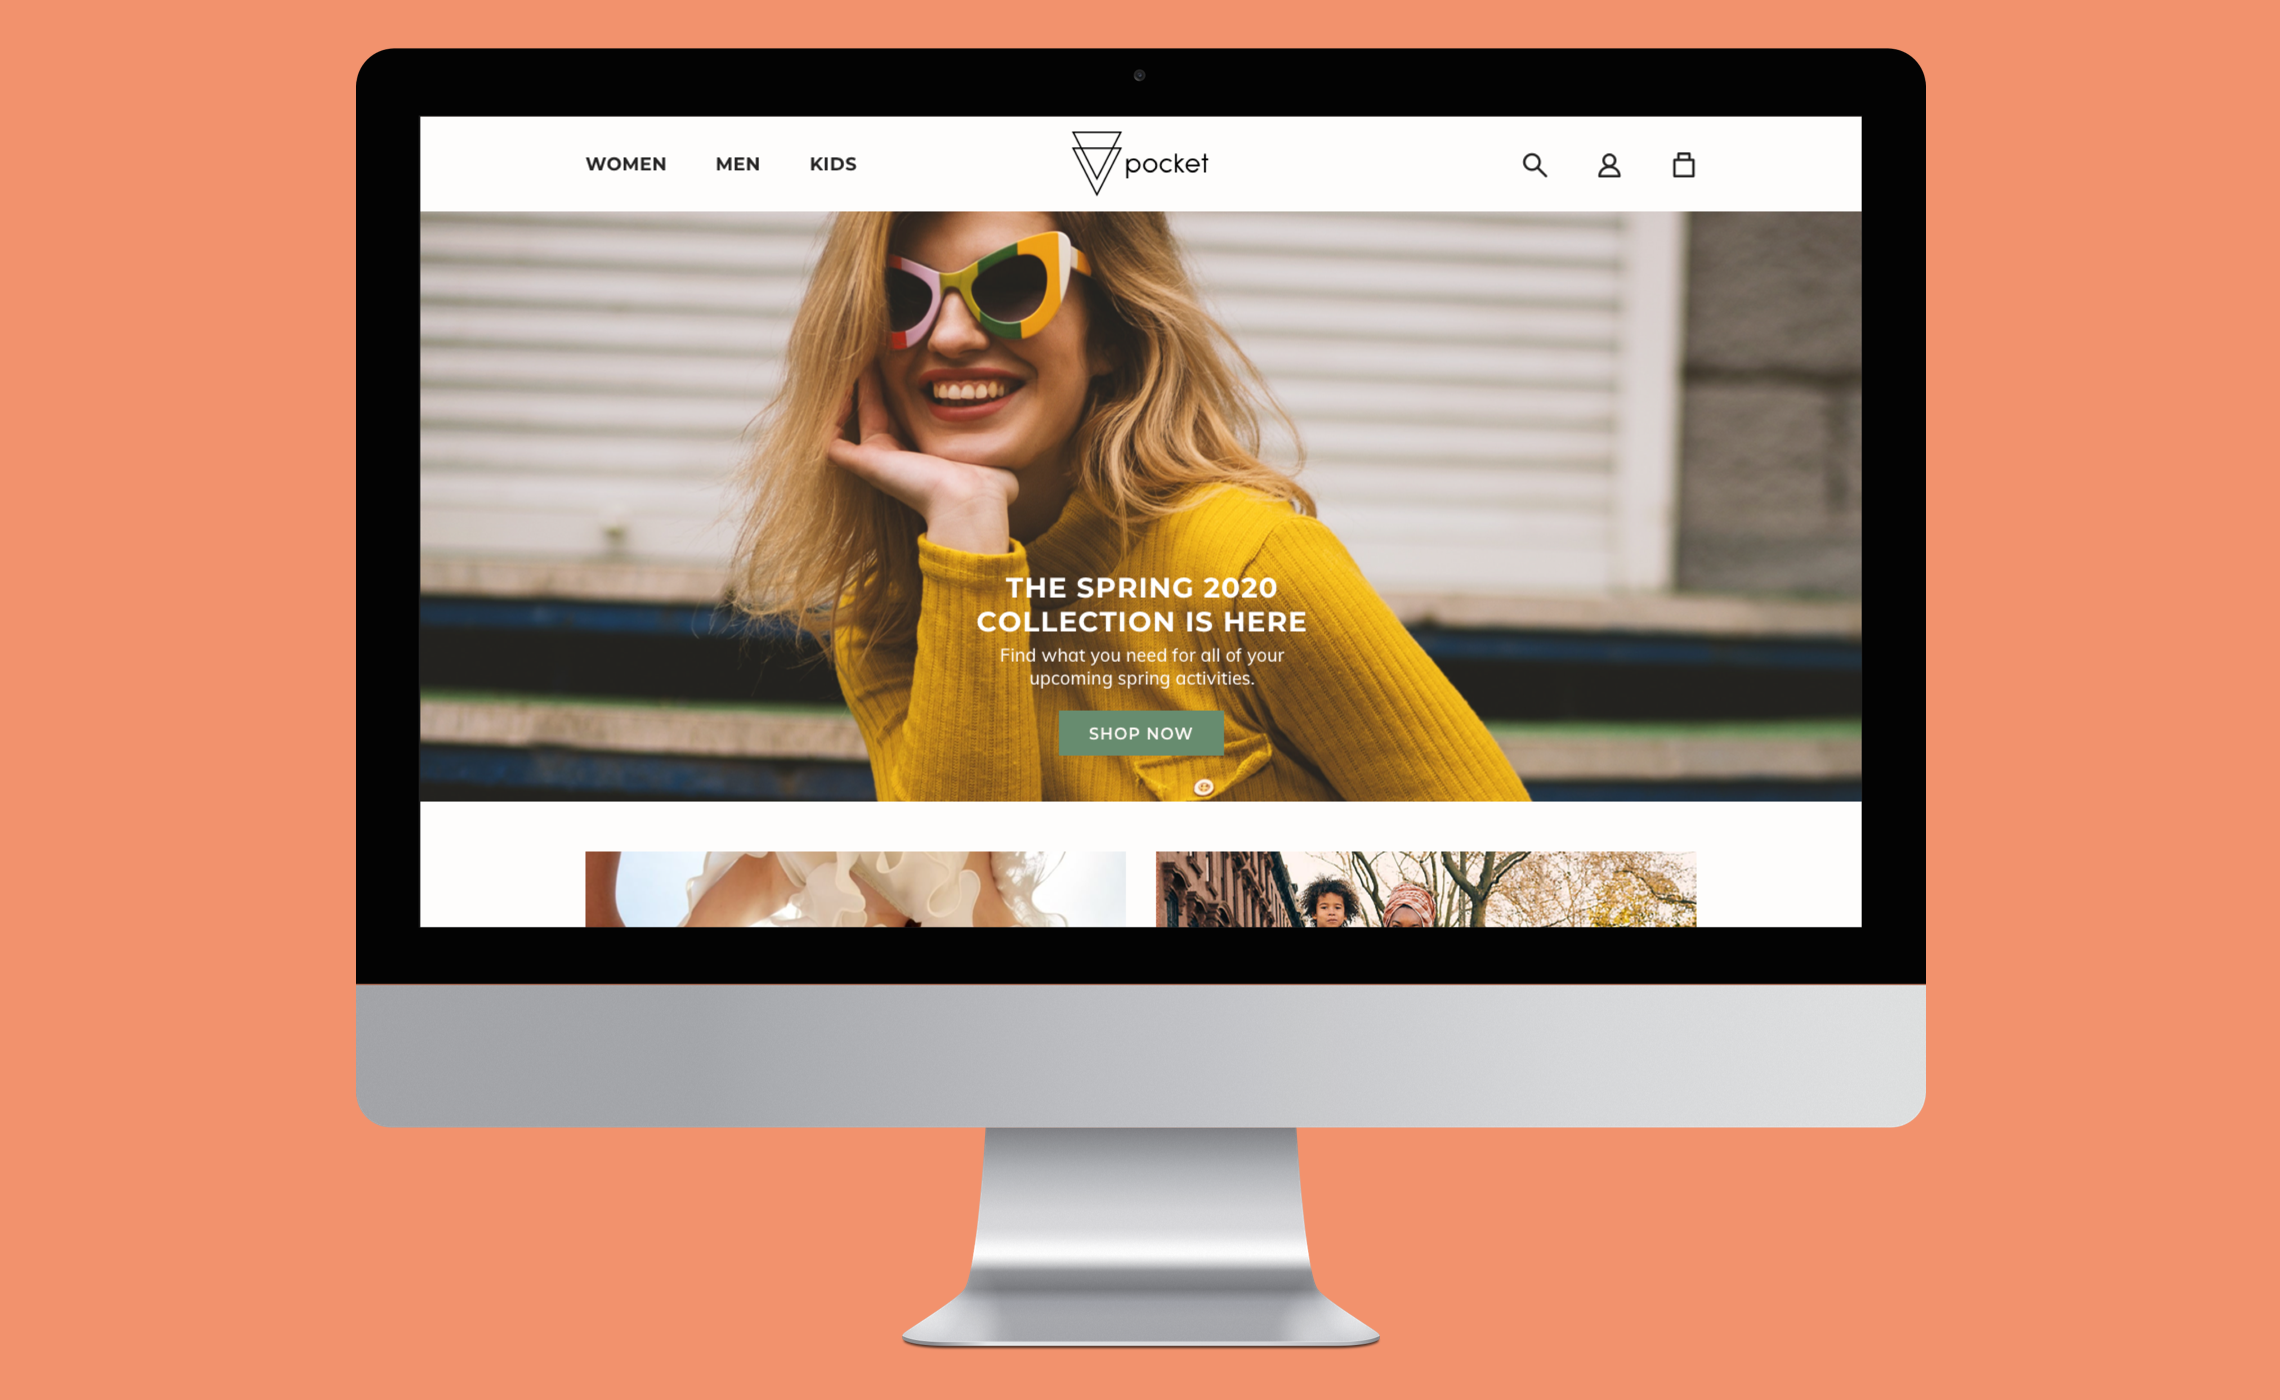 WOMEN MEN KIDS pocket
THE SPRING 2020
COLLECTION IS HERE
Find what you need for all of your
upcoming spring activities.
SHOP NOW